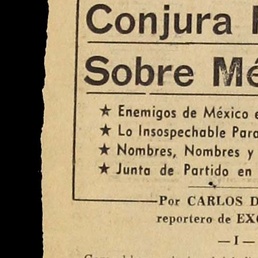 Conjura
Sobre Mé
★ Enemigos de México e
★ Lo Insospechable Para
★ Nombres, Nombres y
★ Junta de Partido en
Por CARLOS D
reportero de EX
— I —